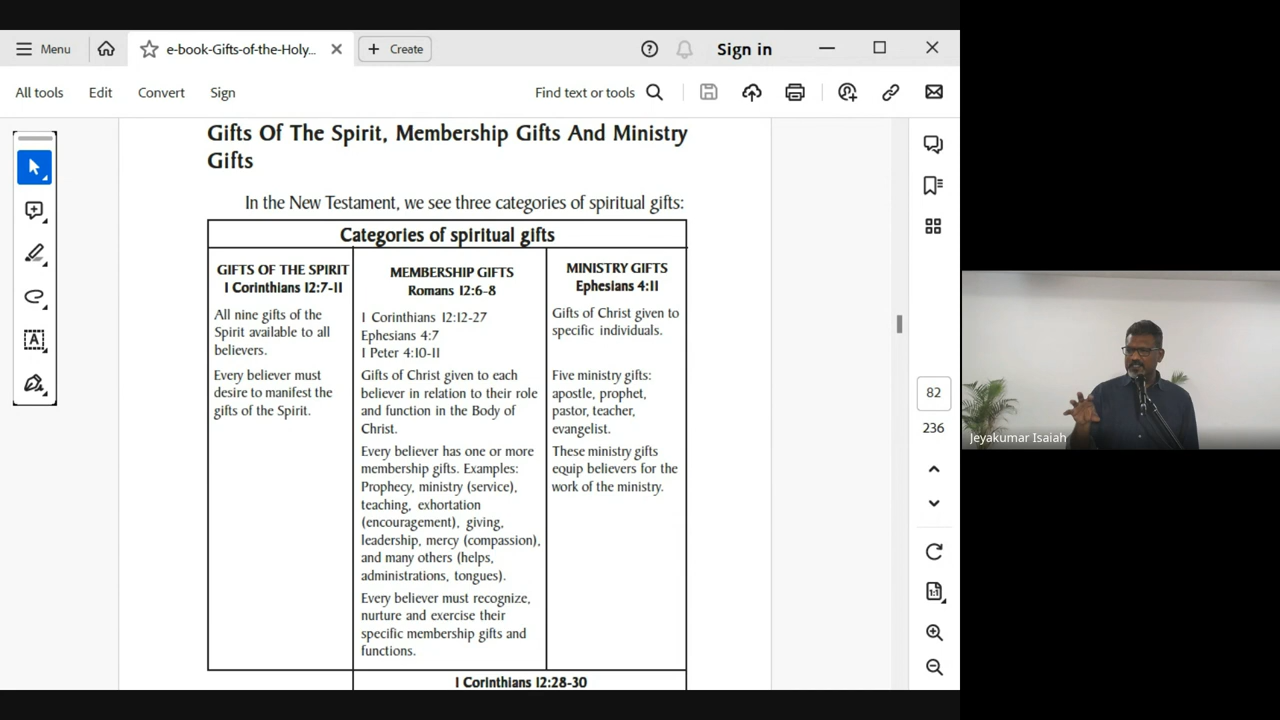 Menu
e-book-Gifts-of-the-Holy...
Create
Sign in
All tools
Edit
Convert
Sign
Find text or tools
Gifts Of The Spirit, Membership Gifts And Ministry
Gifts
In the New Testament, we see three categories of spiritual gifts:
Categories of spiritual gifts
GIFTS OF THE SPIRIT
I Corinthians 12:7-11
All nine gifts of the
Spirit available to all
believers.
Every believer must
desire to manifest the
gifts of the Spirit.
MEMBERSHIP GIFTS
Romans 12:6-8
I Corinthians 12:12-27
Ephesians 4:7
I Peter 4:10-11
Gifts of Christ given to each
believer in relation to their role
and function in the Body of
Christ.
Every believer has one or more
membership gifts. Examples:
Prophecy, ministry (service),
teaching, exhortation
(encouragement), giving,
leadership, mercy (compassion),
and many others (helps,
administrations, tongues).
Every believer must recognize,
nurture and exercise their
specific membership gifts and
functions.
MINISTRY GIFTS
Ephesians 4:11
Gifts of Christ given to
specific individuals.
Five ministry gifts:
apostle, prophet,
pastor, teacher,
evangelist.
These ministry gifts
equip believers for the
work of the ministry.
I Corinthians 12:28-30
82
236
1:1
Jeyakumar Isaiah